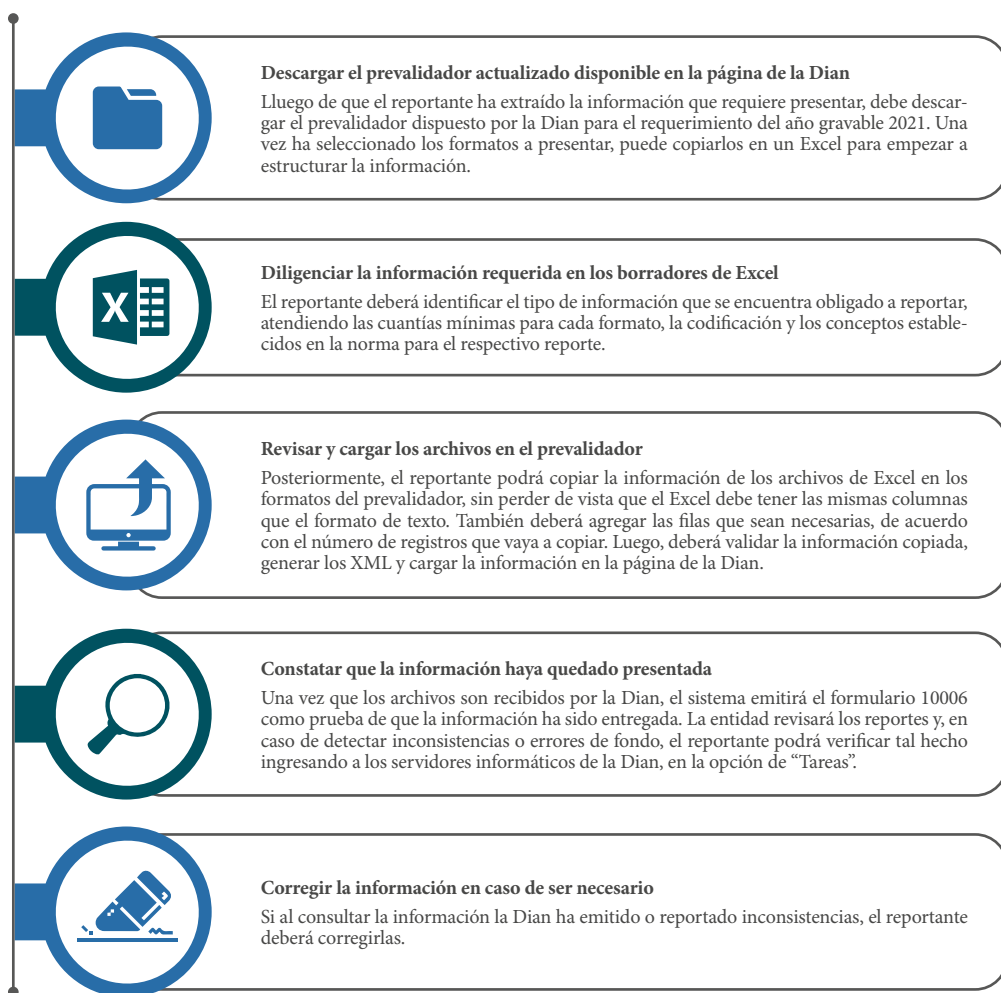 Descargar el prevalidador actualizado disponible en la página de la Dian
Lluego de que el reportante ha extraído la información que requiere presentar, debe descar-
gar el prevalidador dispuesto por la Dian para el requerimiento del año gravable 2021. Una
vez ha seleccionado los formatos a presentar, puede copiarlos en un Excel para empezar a
estructurar la información.
X
Diligenciar la información requerida en los borradores de Excel
El reportante deberá identificar el tipo de información que se encuentra obligado a reportar,
atendiendo las cuantías mínimas para cada formato, la codificación y los conceptos estable-
cidos en la norma para el respectivo reporte.
Revisar y cargar los archivos en el prevalidador
Posteriormente, el reportante podrá copiar la información de los archivos de Excel en los
formatos del prevalidador, sin perder de vista que el Excel debe tener las mismas columnas
que el formato de texto. También deberá agregar las filas que sean necesarias, de acuerdo
con el número de registros que vaya a copiar. Luego, deberá validar la información copiada,
generar los XML y cargar la información en la página de la Dian.
Constatar que la información haya quedado presentada
Una vez que los archivos son recibidos por la Dian, el sistema emitirá el formulario 10006
como prueba de que la información ha sido entregada. La entidad revisará los reportes y, en
caso de detectar inconsistencias o errores de fondo, el reportante podrá verificar tal hecho
ingresando a los servidores informáticos de la Dian, en la opción de “Tareas”.
Corregir la información en caso de ser necesario
Si al consultar la información la Dian ha emitido o reportado inconsistencias, el reportante
deberá corregirlas.